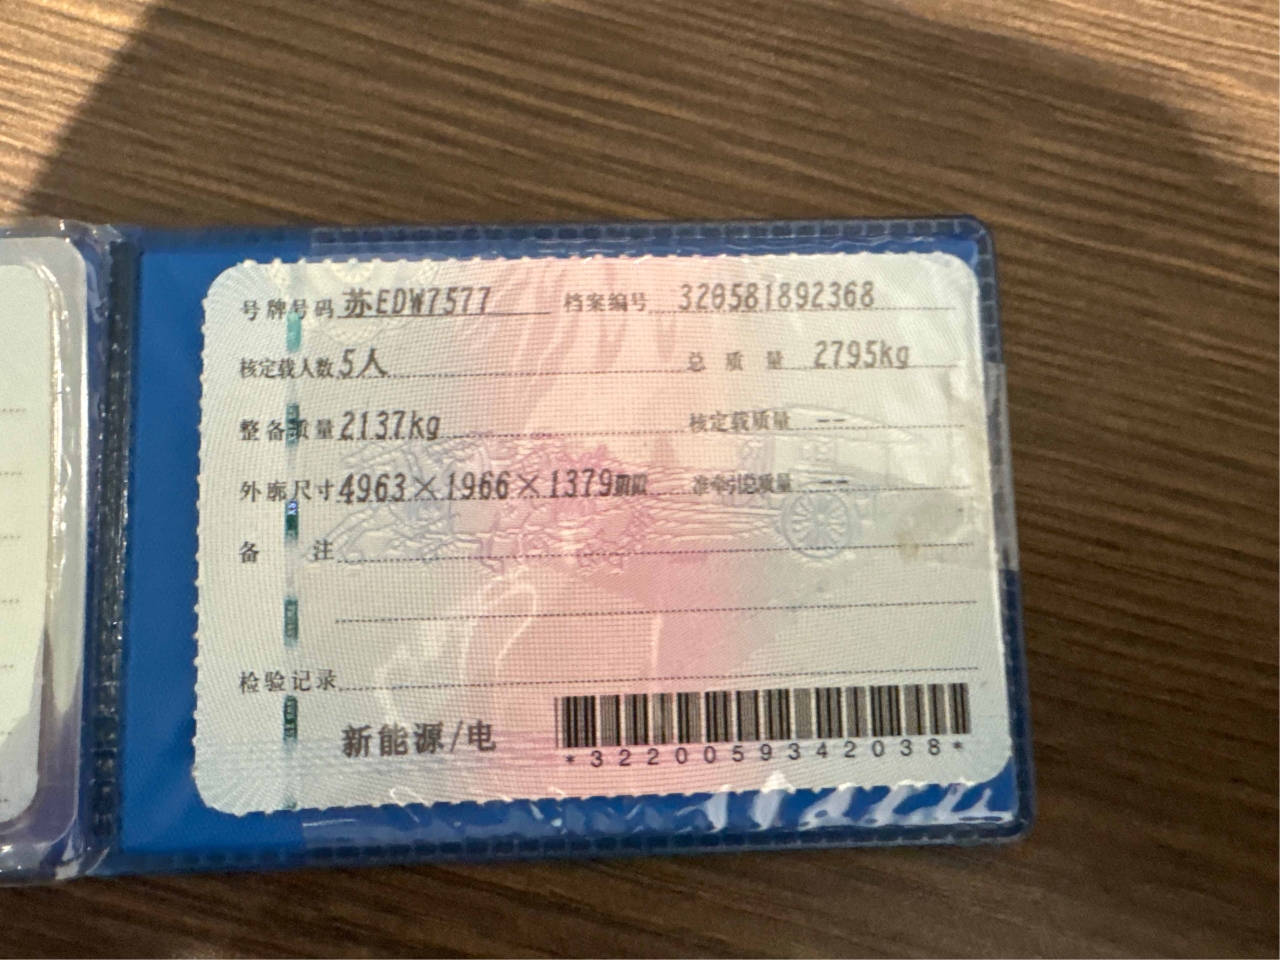 号牌号码 苏EDW7577 档案编号 320581892368
核定载人数 5人 总质量 2795kg
整备质量 2137kg 核定载质量 --
外廓尺寸 4963×1966×1379mm 准牵引总质量 --
备注
检验记录
新能源/电
*3220059342038*